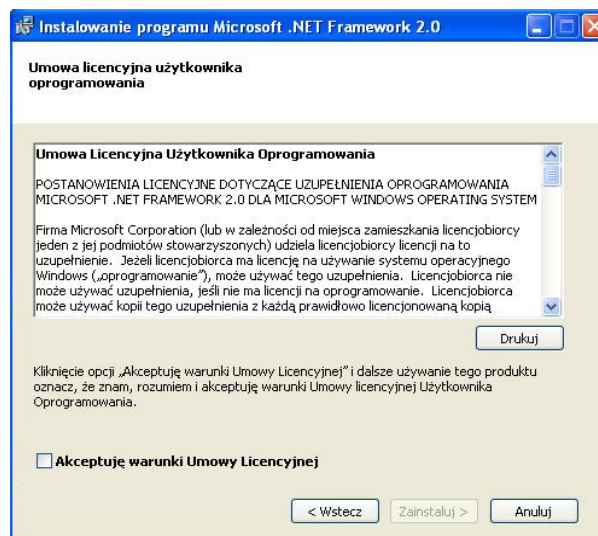 Instalowanie programu Microsoft .NET Framework 2.0
Umowa licencyjna użytkownika
oprogramowania
Umowa Licencyjna Użytkownika Oprogramowania
POSTANOWIENIA LICENCYJNE DOTYCZĄCE UZUPEŁNIENIA OPROGRAMOWANIA
MICROSOFT .NET FRAMEWORK 2.0 DLA MICROSOFT WINDOWS OPERATING SYSTEM
Firma Microsoft Corporation (lub w zależności od miejsca zamieszkania licencjobiorcy
jeden z jej podmiotów stowarzyszonych) udziela licencjobiorcy licencji na to
uzupełnienie. Jeżeli licencjobiorca ma licencję na używanie systemu operacyjnego
Windows („oprogramowanie”), może używać tego uzupełnienia. Licencjobiorca nie
może używać uzupełnienia, jeśli nie ma licencji na oprogramowanie. Licencjobiorca
może używać kopii tego uzupełnienia z każdą prawidłowo licencjonowaną kopią
Drukuj
Kliknięcie opcji „Akceptuję warunki Umowy Licencyjnej” i dalsze używanie tego produktu
oznacz, że znam, rozumiem i akceptuję warunki Umowy licencyjnej Użytkownika
Oprogramowania.
Akceptuję warunki Umowy Licencyjnej
< Wstecz Zainstaluj > Anuluj